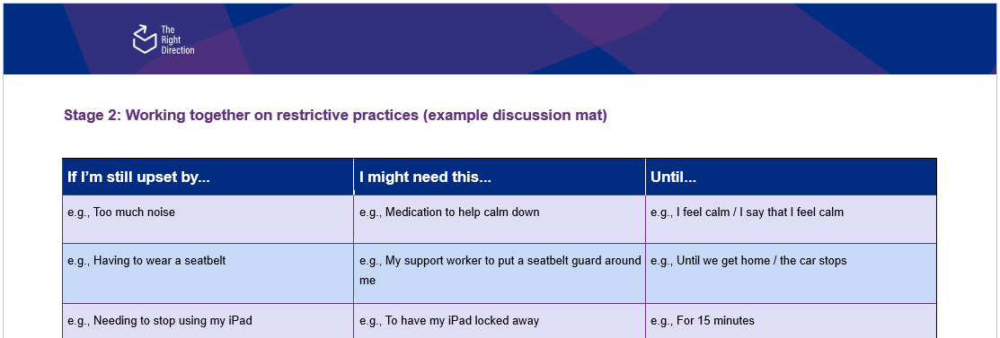 The
Right
Direction
Stage 2: Working together on restrictive practices (example discussion mat)
If I’m still upset by...
I might need this...
Until...
e.g., Too much noise
e.g., Medication to help calm down
e.g., I feel calm / I say that I feel calm
e.g., Having to wear a seatbelt
e.g., My support worker to put a seatbelt guard around
me
e.g., Until we get home / the car stops
e.g., Needing to stop using my iPad
e.g., To have my iPad locked away
e.g., For 15 minutes